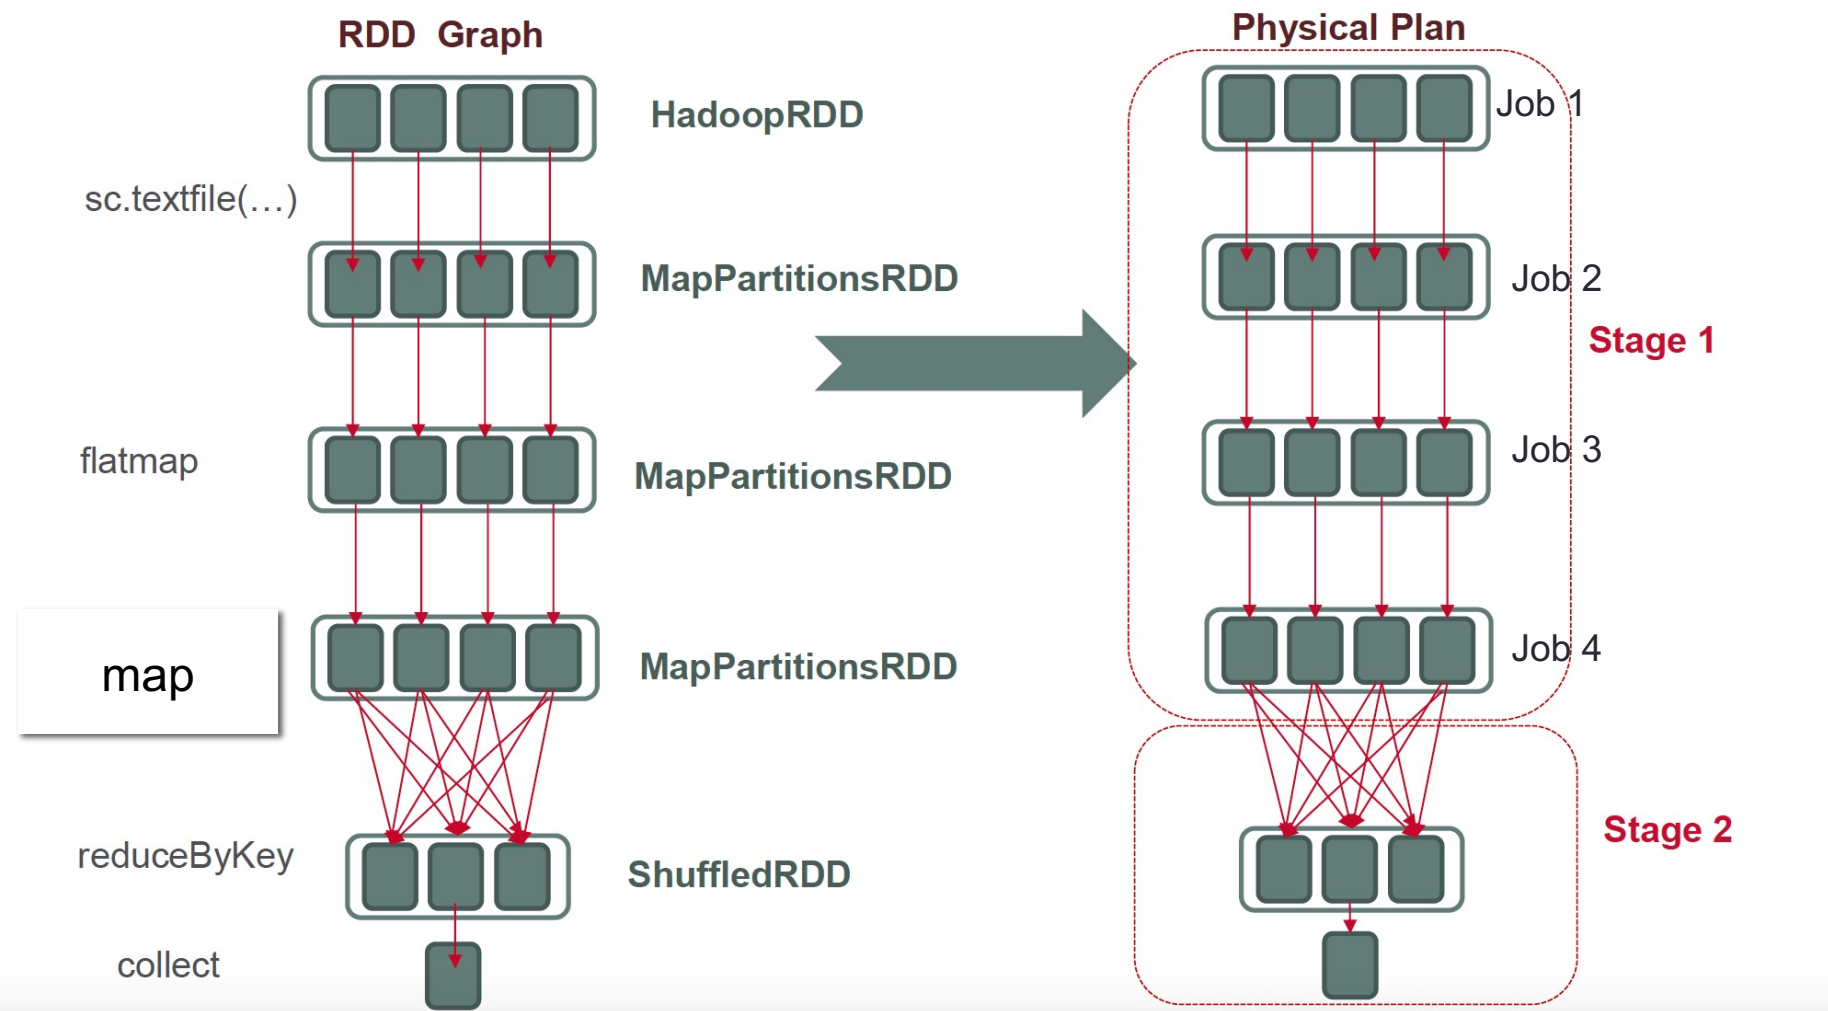 RDD Graph
Physical Plan
HadoopRDD
Job 1
sc.textfile(…)
MapPartitionsRDD
Job 2
Stage 1
flatmap
MapPartitionsRDD
Job 3
map
MapPartitionsRDD
Job 4
reduceByKey
ShuffledRDD
Stage 2
collect